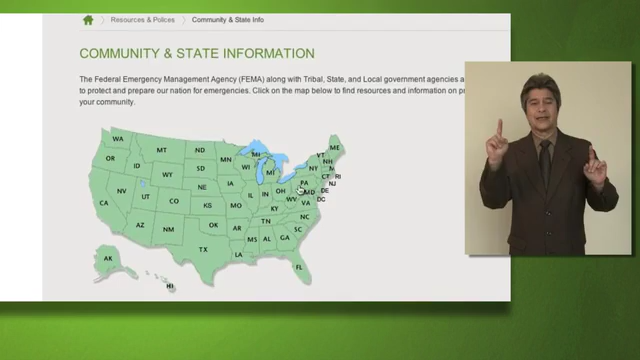 Resources & Polices
Community & State Info
COMMUNITY & STATE INFORMATION
The Federal Emergency Management Agency (FEMA) along with Tribal, State, and Local government agencies
to protect and prepare our nation for emergencies. Click on the map below to find resources and information on
your community.
WA
MT
ND
MN
MI
VT
ME
OR
ID
SD
WI
MI
NY
NH
WY
CT
RI
NV
UT
CO
NE
IA
IL
IN
OH
PA
NJ
MD
DE
CA
KS
MO
KY
WV
VA
DC
AZ
NM
OK
AR
TN
NC
SC
TX
LA
MS
AL
GA
FL
AK
HI